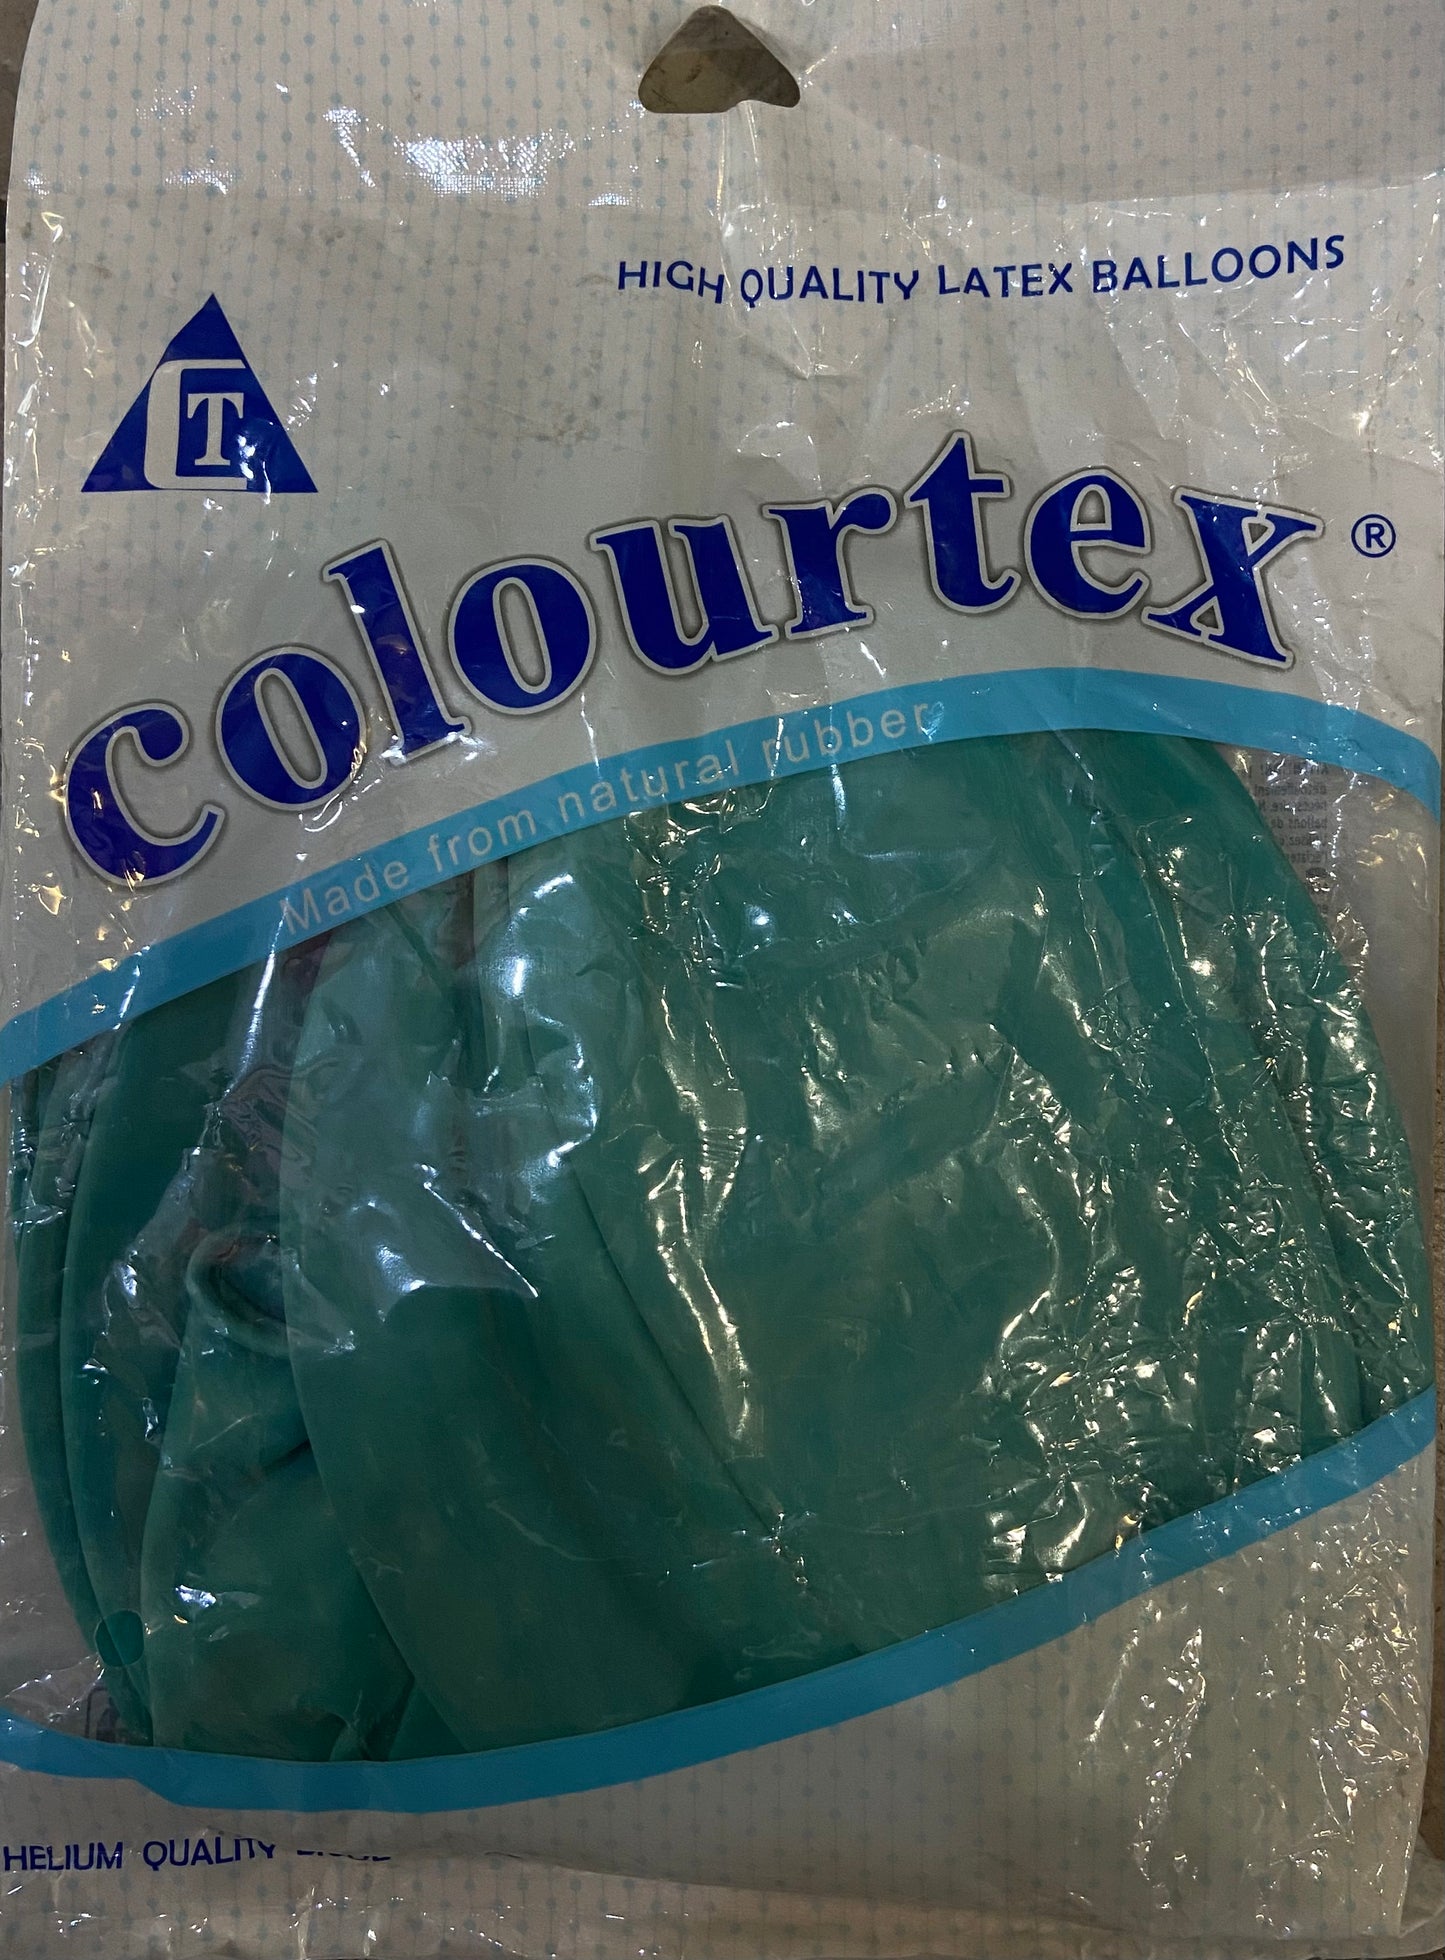 HIGH QUALITY LATEX BALLOONS
CT
colourtex ®
Made from natural rubber
HELIUM QUALITY